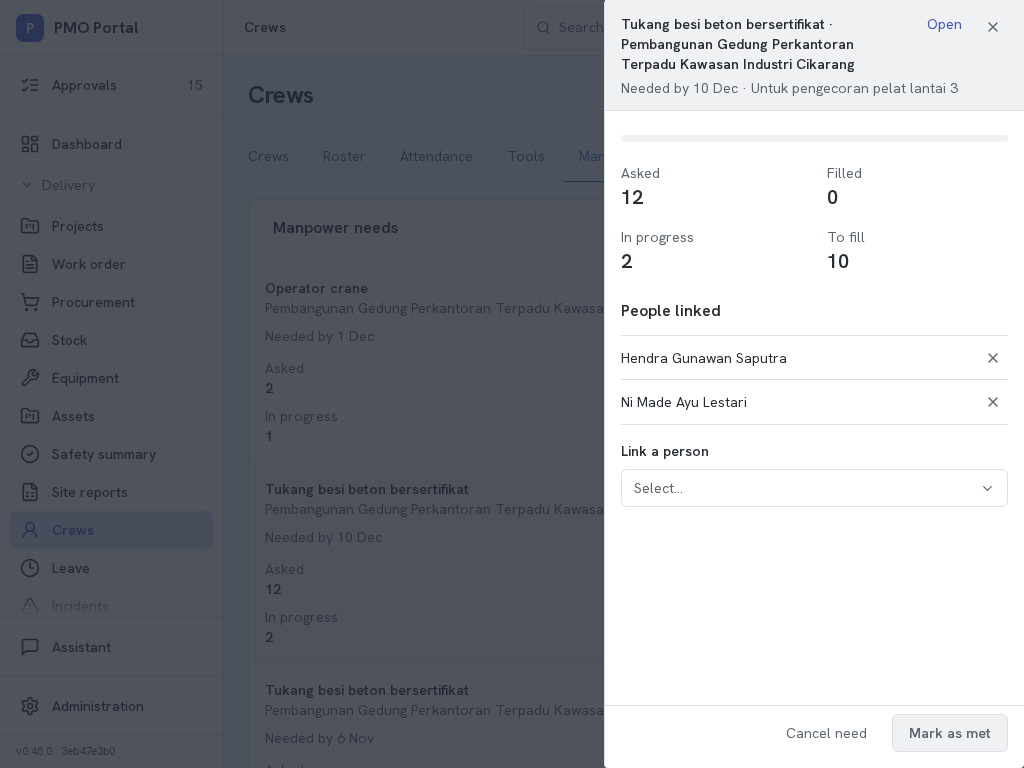 P PMO Portal
Approvals 15
Dashboard
Delivery
Projects
Work order
Procurement
Stock
Equipment
Assets
Safety summary
Site reports
Crews
Leave
Incidents
Assistant
Administration
v0.45.0 · 3eb47e3b0
Crews
Search
Crews
Crews Roster Attendance Tools Man
Manpower needs
Operator crane
Pembangunan Gedung Perkantoran Terpadu Kawasa
Needed by 1 Dec
Asked
2
In progress
1
Tukang besi beton bersertifikat
Pembangunan Gedung Perkantoran Terpadu Kawasa
Needed by 10 Dec
Asked
12
In progress
2
Tukang besi beton bersertifikat
Pembangunan Gedung Perkantoran Terpadu Kawasa
Needed by 6 Nov
Tukang besi beton bersertifikat ·
Pembangunan Gedung Perkantoran
Terpadu Kawasan Industri Cikarang
Open
Needed by 10 Dec · Untuk pengecoran pelat lantai 3
Asked Filled
12 0
In progress To fill
2 10
People linked
Hendra Gunawan Saputra
Ni Made Ayu Lestari
Link a person
Select...
Cancel need Mark as met